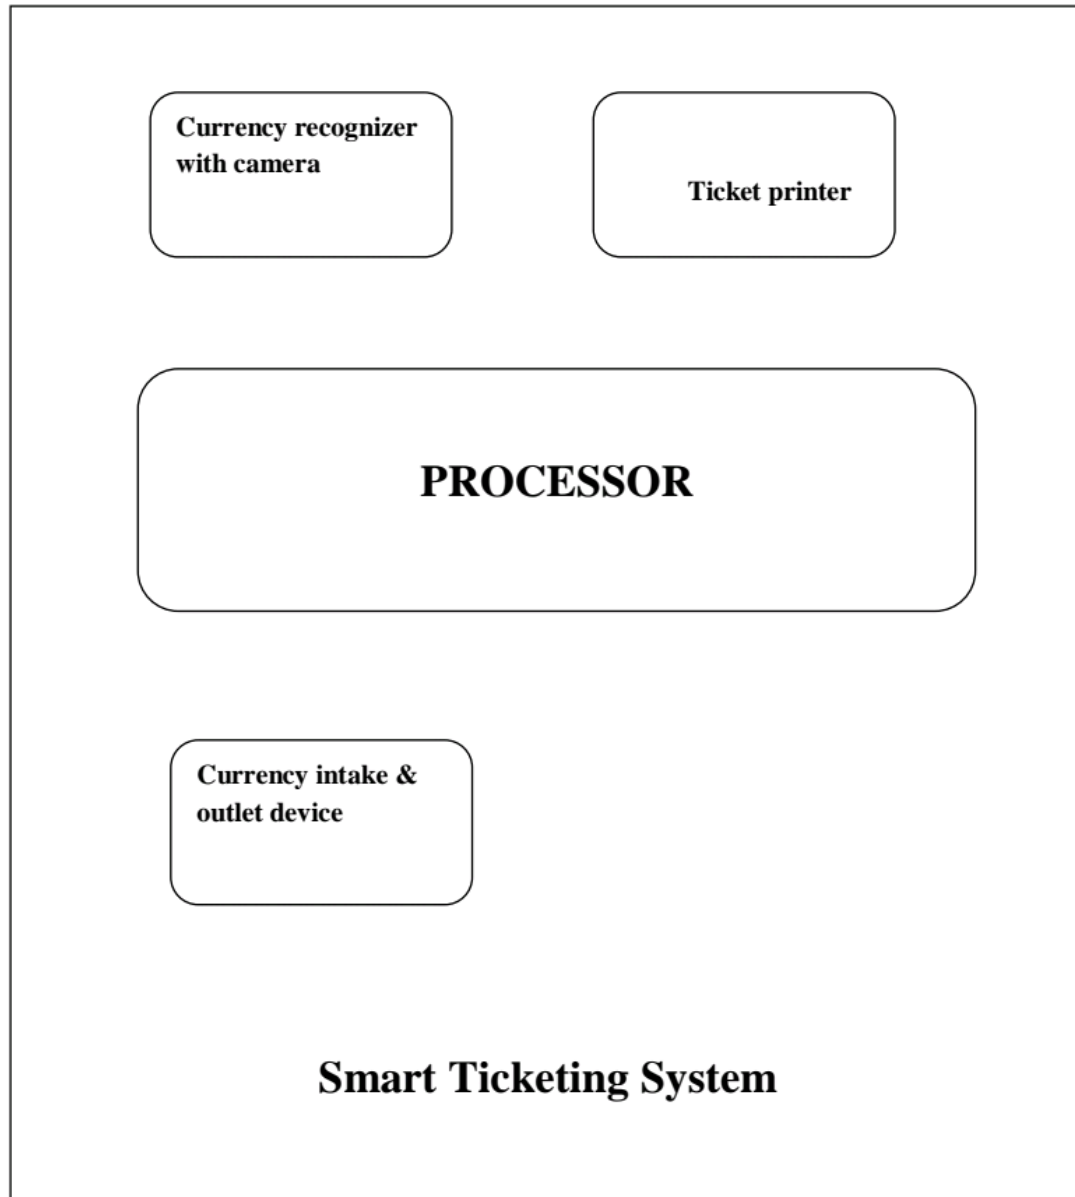 Currency recognizer
with camera
Ticket printer
PROCESSOR
Currency intake &
outlet device
Smart Ticketing System